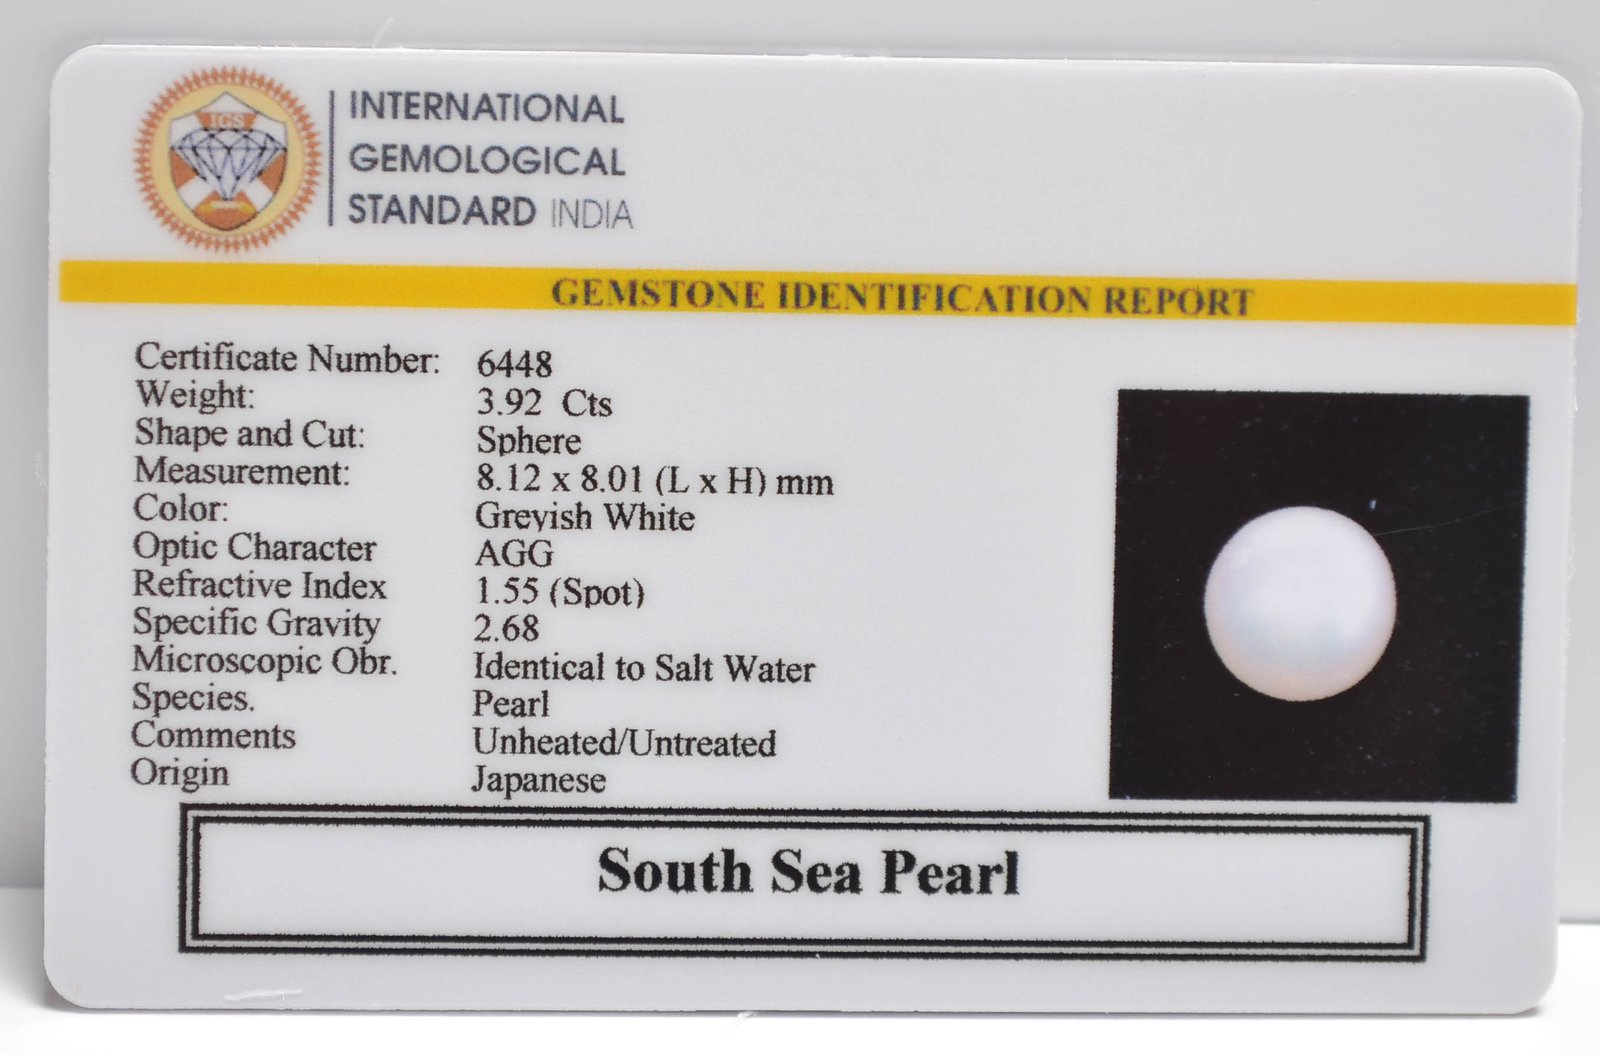 IGS
INTERNATIONAL
GEMOLOGICAL
STANDARD INDIA
GEMSTONE IDENTIFICATION REPORT
Certificate Number: 6448
Weight: 3.92 Cts
Shape and Cut: Sphere
Measurement: 8.12 x 8.01 (L x H) mm
Color: Greyish White
Optic Character AGG
Refractive Index 1.55 (Spot)
Specific Gravity 2.68
Microscopic Obr. Identical to Salt Water
Species. Pearl
Comments Unheated/Untreated
Origin Japanese
South Sea Pearl